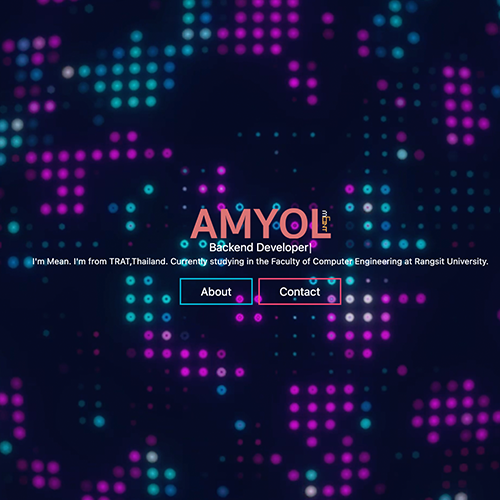 AMYOL
Backend Developer|
I'm Mean. I'm from TRAT,Thailand. Currently studying in the Faculty of Computer Engineering at Rangsit University.
About
Contact